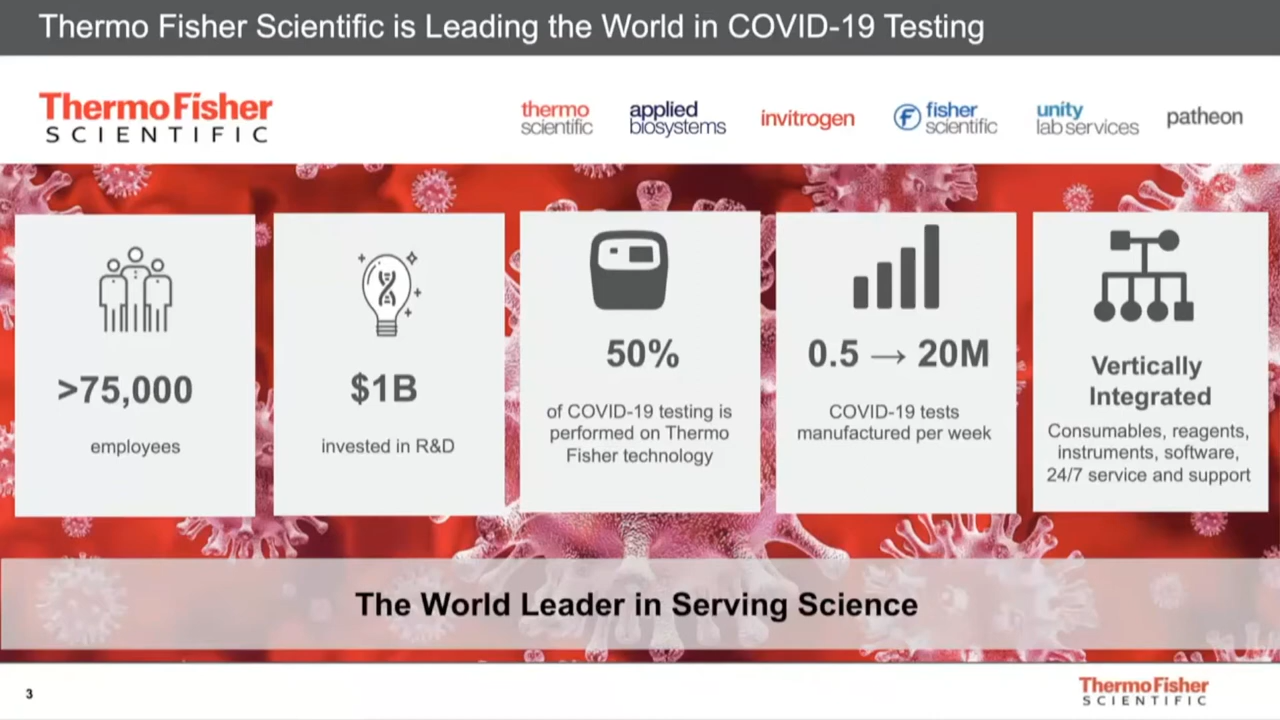 Thermo Fisher Scientific is Leading the World in COVID-19 Testing
ThermoFisher
SCIENTIFIC
thermo
scientific
applied
biosystems
invitrogen
fisher
scientific
unity
lab services
patheon
>75,000
employees
$1B
invested in R&D
50%
of COVID-19 testing is
performed on Thermo
Fisher technology
0.5 → 20M
COVID-19 tests
manufactured per week
Vertically
Integrated
Consumables, reagents,
instruments, software,
24/7 service and support
The World Leader in Serving Science
3
ThermoFisher
SCIENTIFIC